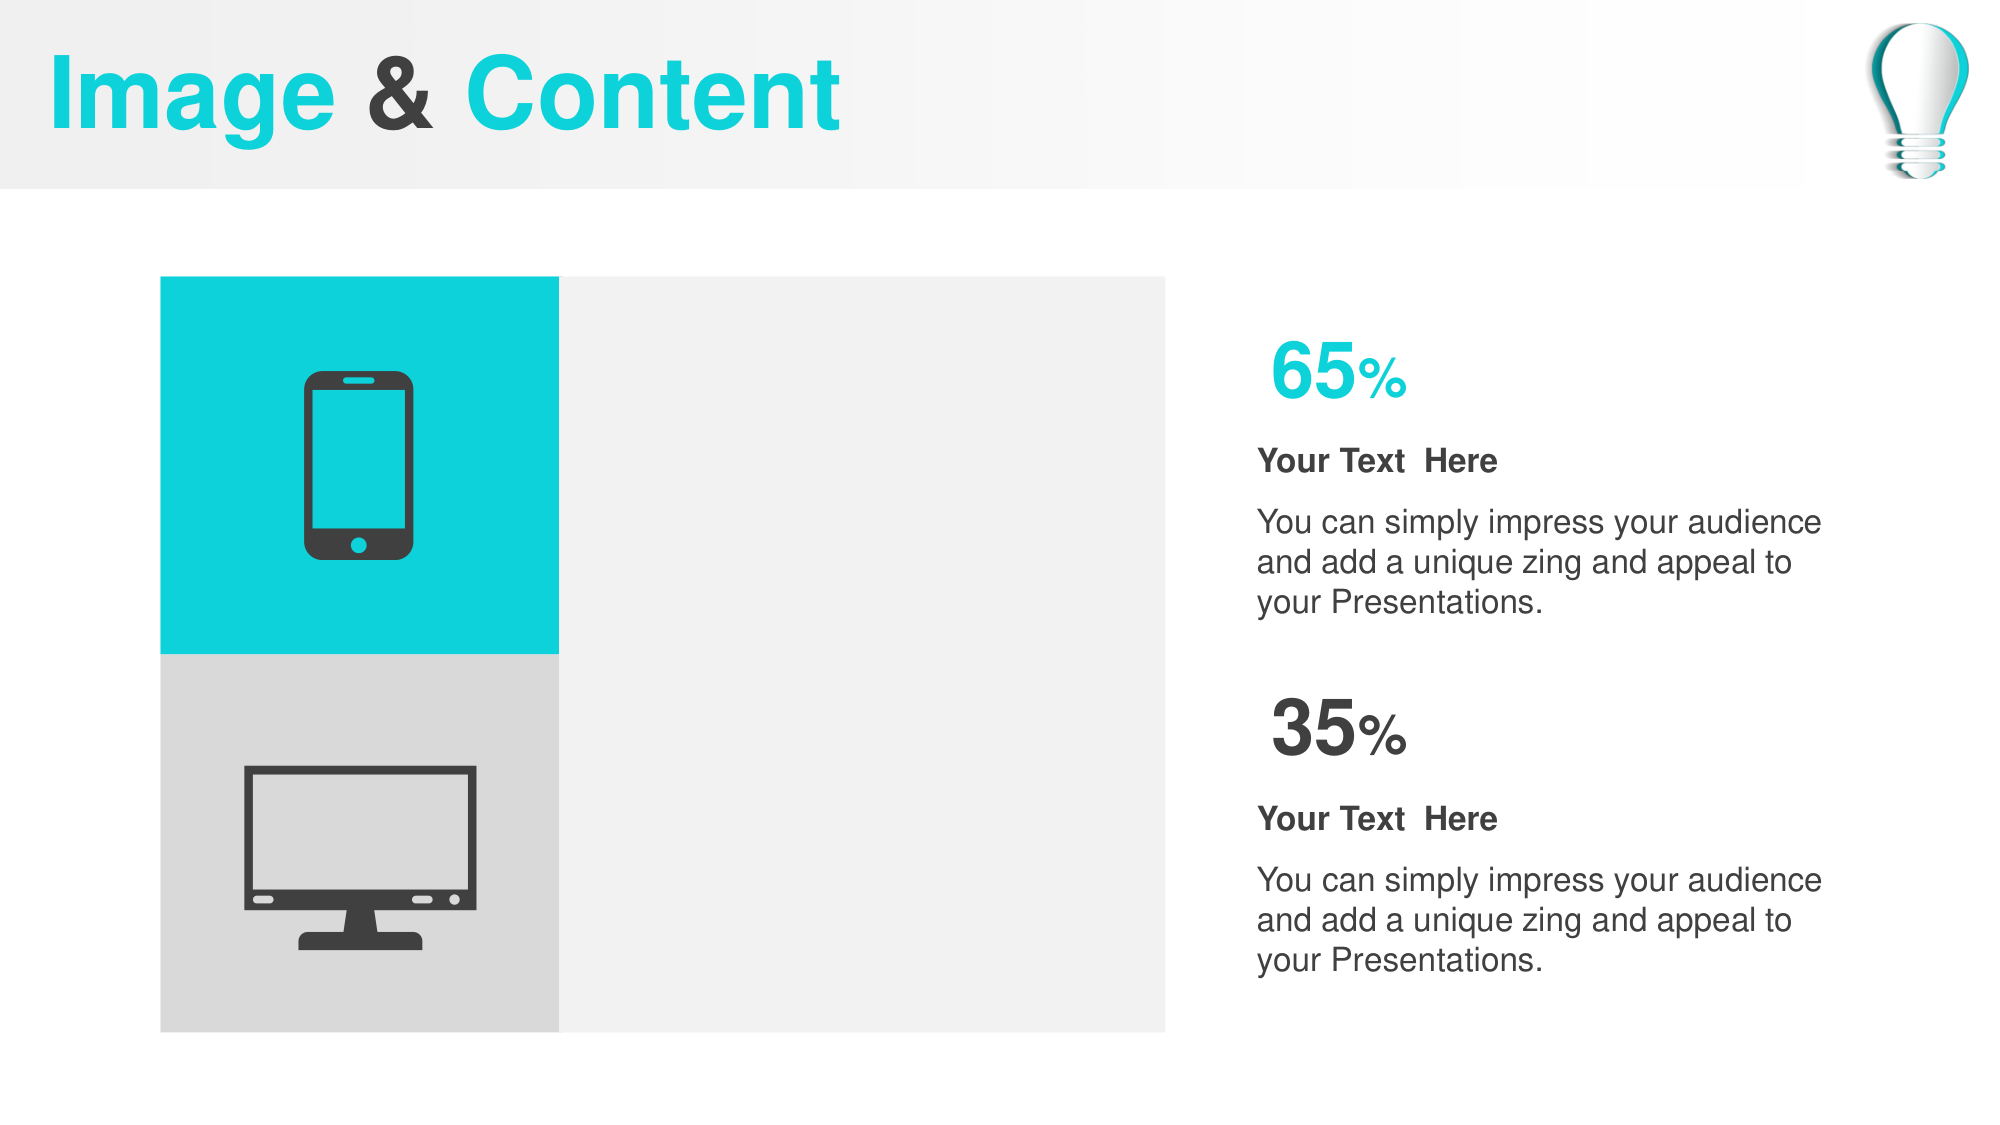 Image & Content
65%
Your Text  Here
You can simply impress your audience
and add a unique zing and appeal to
your Presentations.
35%
Your Text  Here
You can simply impress your audience
and add a unique zing and appeal to
your Presentations.